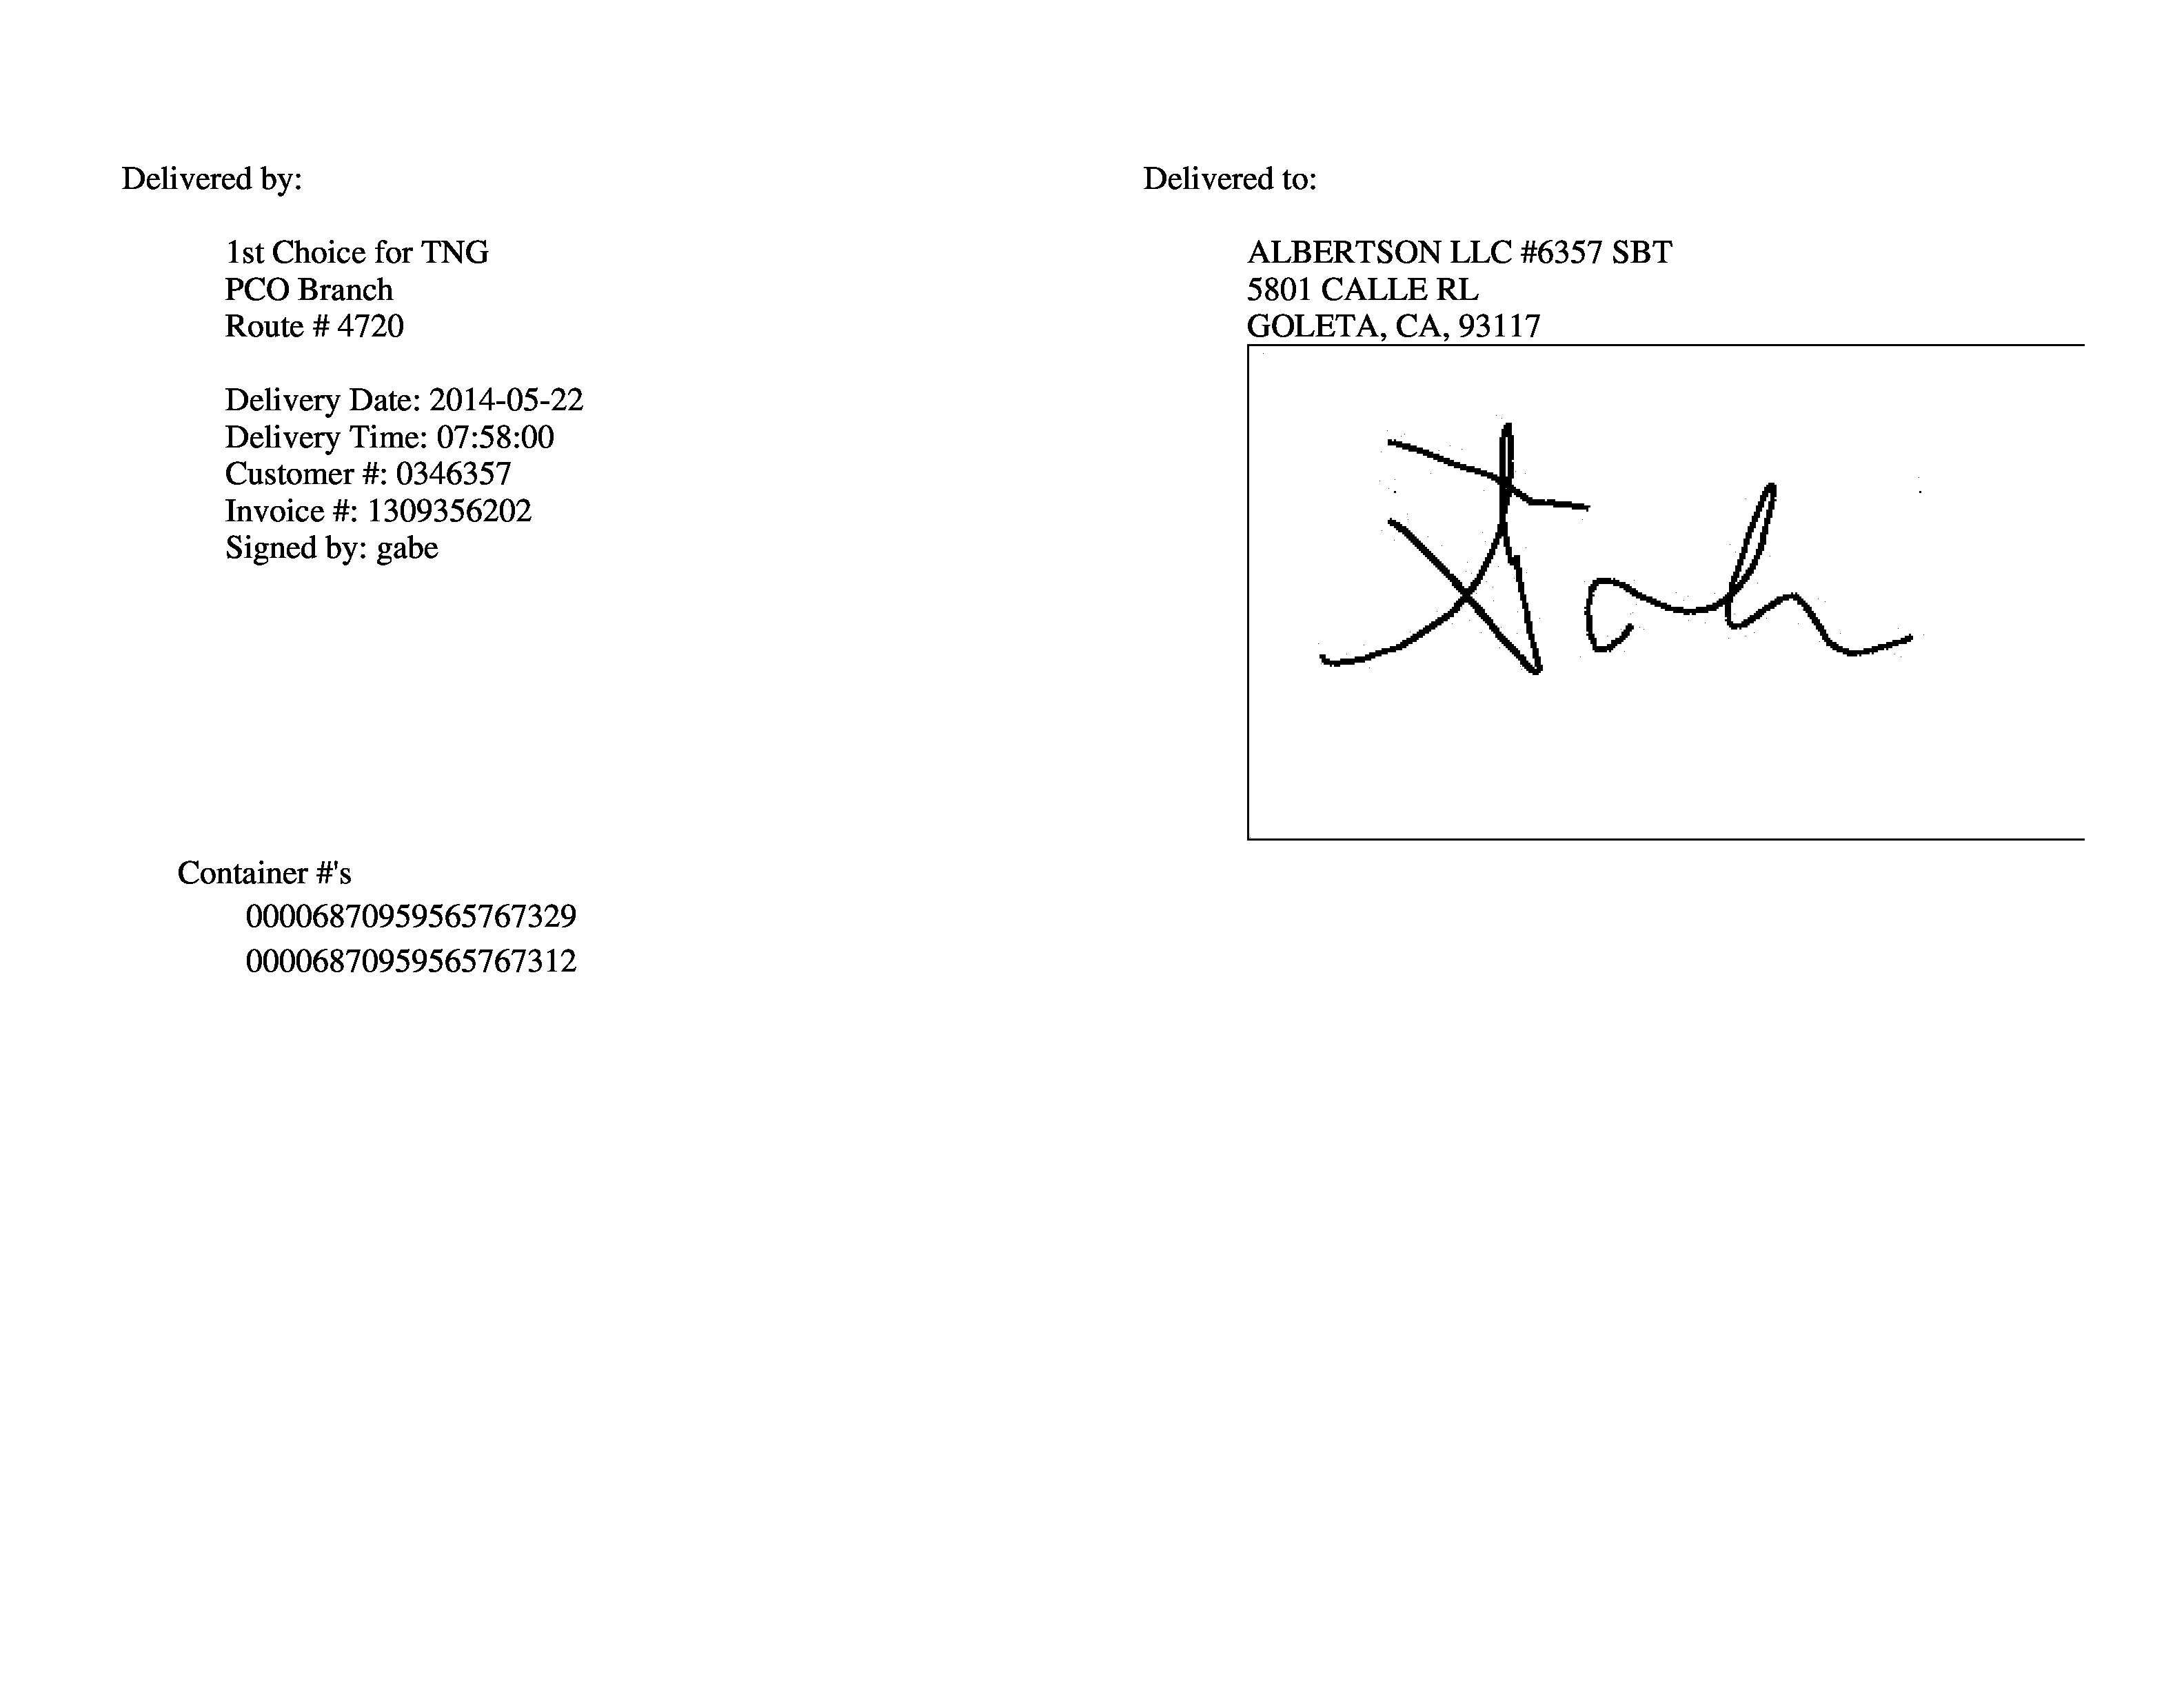 Delivered by:
1st Choice for TNG
PCO Branch
Route # 4720
Delivery Date: 2014-05-22
Delivery Time: 07:58:00
Customer #: 0346357
Invoice #: 1309356202
Signed by: gabe
Delivered to:
ALBERTSON LLC #6357 SBT
5801 CALLE RL
GOLETA, CA, 93117
Container #'s
00006870959565767329
00006870959565767312